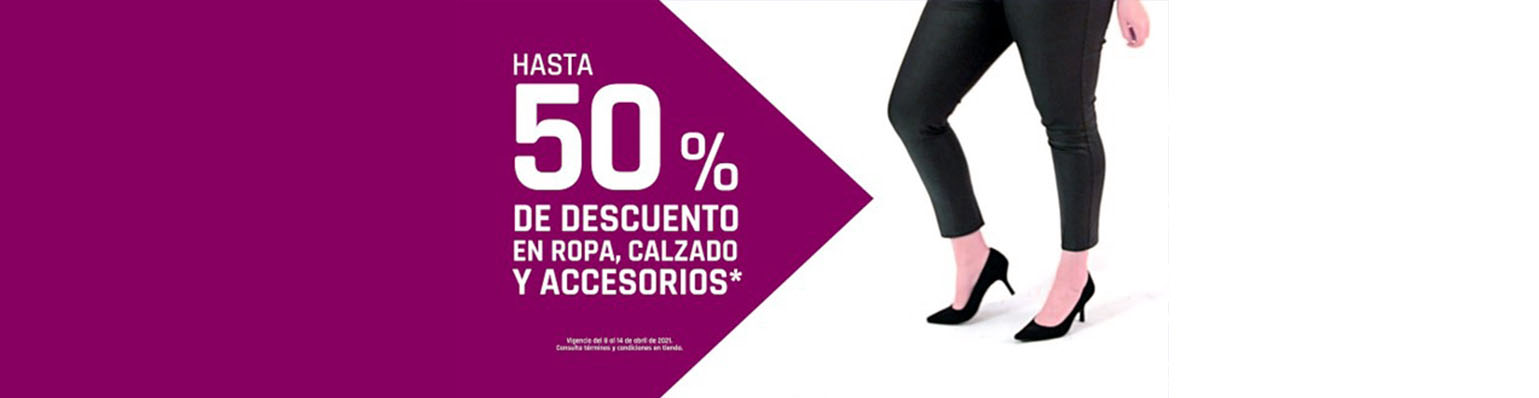 HASTA
50 %
DE DESCUENTO
EN ROPA, CALZADO
Y ACCESORIOS*
Vigencia del 8 al 14 de abril de 2021.
Consulta términos y condiciones en tienda.